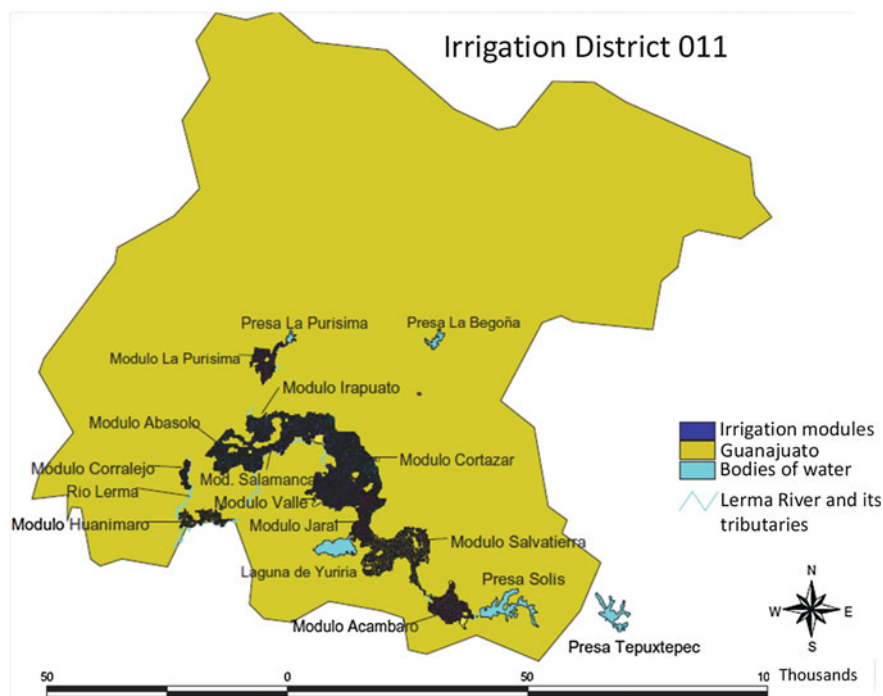 Irrigation District 011
Presa La Purisima
Presa La Begoña
Modulo La Purisima
Modulo Irapuato
Modulo Abasolo
Modulo Cortazar
Modulo Corralejo
Mod. Salamanca
Rio Lerma
Modulo Valle
Modulo Huanimaro
Modulo Jaral
Modulo Salvatierra
Laguna de Yuriria
Presa Solis
Modulo Acambaro
Presa Tepuxtepec
Irrigation modules
Guanajuato
Bodies of water
Lerma River and its
tributaries
N
W
E
S
50
0
50
10
Thousands